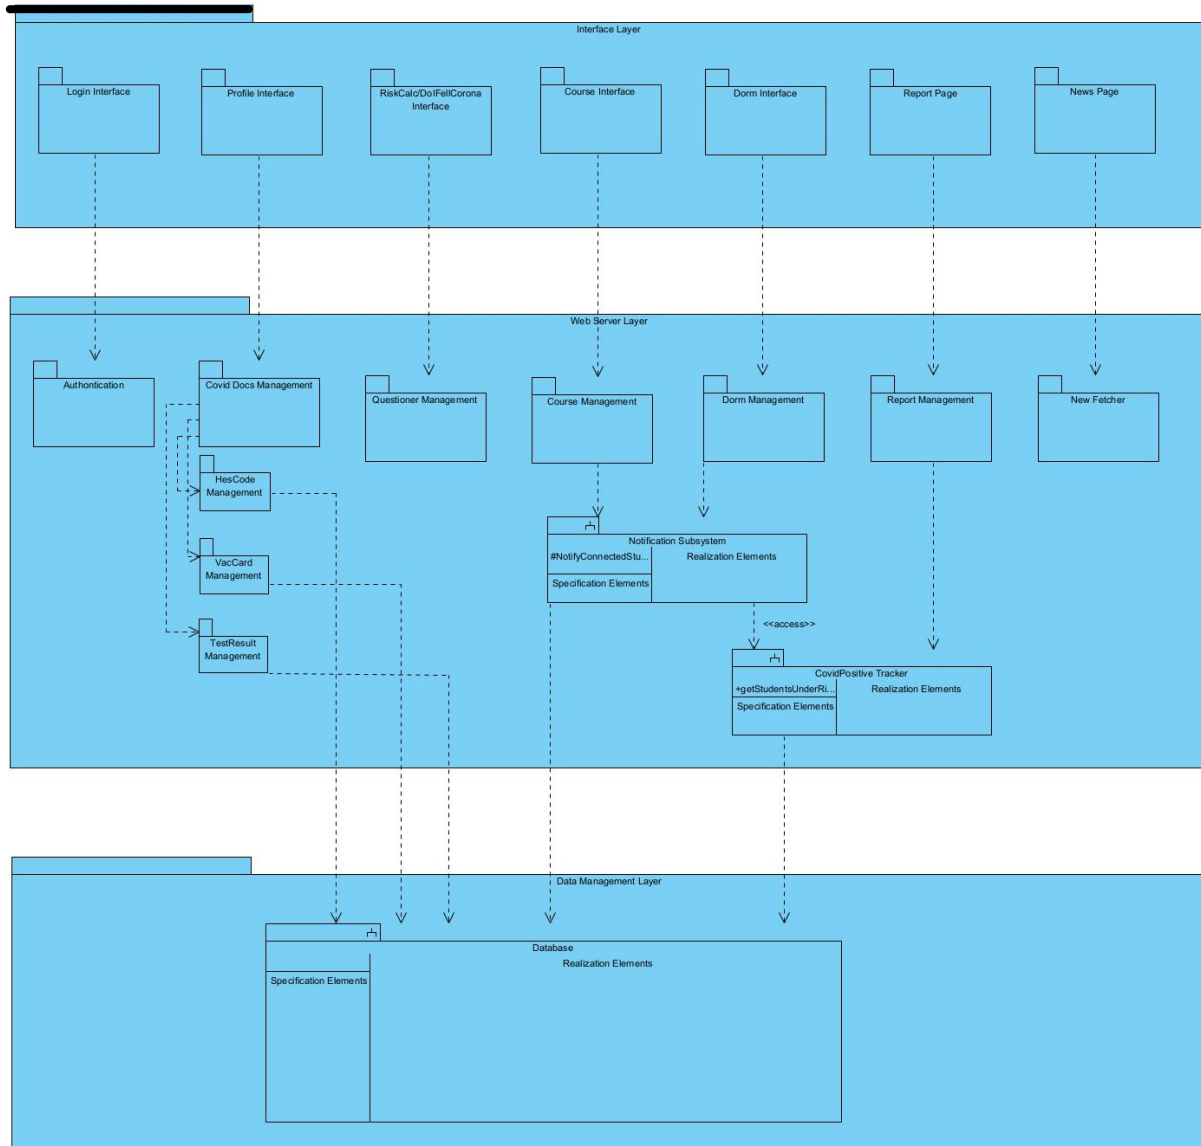 Interface Layer
Login Interface
Profile Interface
RiskCalc/DoIFellCorona
Interface
Course Interface
Dorm Interface
Report Page
News Page
Web Server Layer
Authontication
Covid Docs Management
Questioner Management
Course Management
Dorm Management
Report Management
New Fetcher
HesCode
Management
VacCard
Management
TestResult
Management
Notification Subsystem
#NotifyConnectedStu...
Realization Elements
Specification Elements
<<access>>
CovidPositive Tracker
+getStudentsUnderRi...
Realization Elements
Specification Elements
Data Management Layer
Database
Realization Elements
Specification Elements